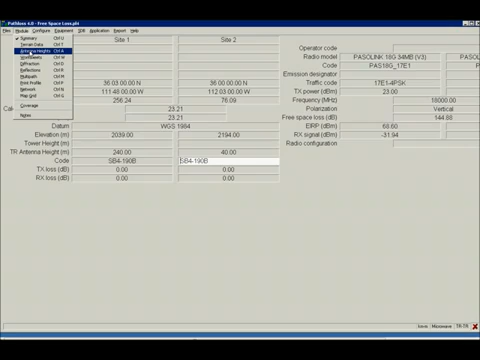 Pathloss 4.0 - Free Space Loss.pl4
Files Module Configure Equipment Application Report Help
Summary Ctrl U
Terrain Data Ctrl T
Antenna Heights Ctrl A
Worksheets Ctrl W
Diffraction Ctrl D
Reflections Ctrl R
Multipath Ctrl M
Print Profile Ctrl P
Network Ctrl N
Map Grid Ctrl G
Coverage
Notes
Site 1 Site 2
36 03 00.00 N 36 03 00.00 N
111 48 00.00 W 112 03 00.00 W
256.24 76.09
23.21
23.21
Datum WGS 1984
Elevation (m) 2039.00 2194.00
Tower Height (m)
TR Antenna Height (m) 240.00 40.00
Code SB4-190B SB4-190B
TX loss (dB) 0.00 0.00
RX loss (dB) 0.00 0.00
Operator code
Radio model PASOLINK 18G 34MB (V3) PASOL
Code PAS18G_17E1
Emission designator
Traffic code 17E1-4PSK
TX power (dBm) 23.00
Frequency (MHz) 18000.00
Polarization Vertical
Free space loss (dB) 144.88
EIRP (dBm) 68.60
RX signal (dBm) -31.94
Radio configuration
Microwave TR-TR